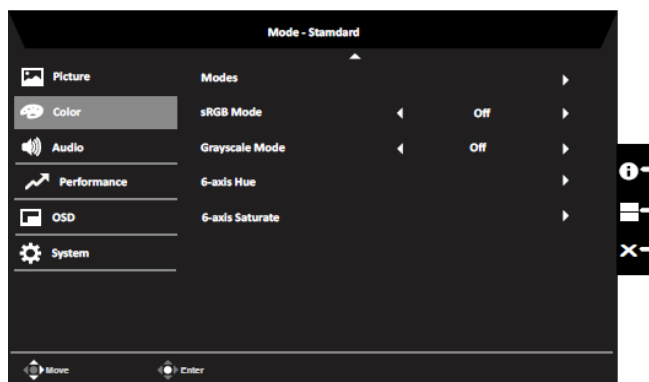 Mode - Stamdard
Picture
Modes
Color
sRGB Mode
Off
Audio
Grayscale Mode
Off
Performance
6-axis Hue
OSD
6-axis Saturate
System
Move
Enter